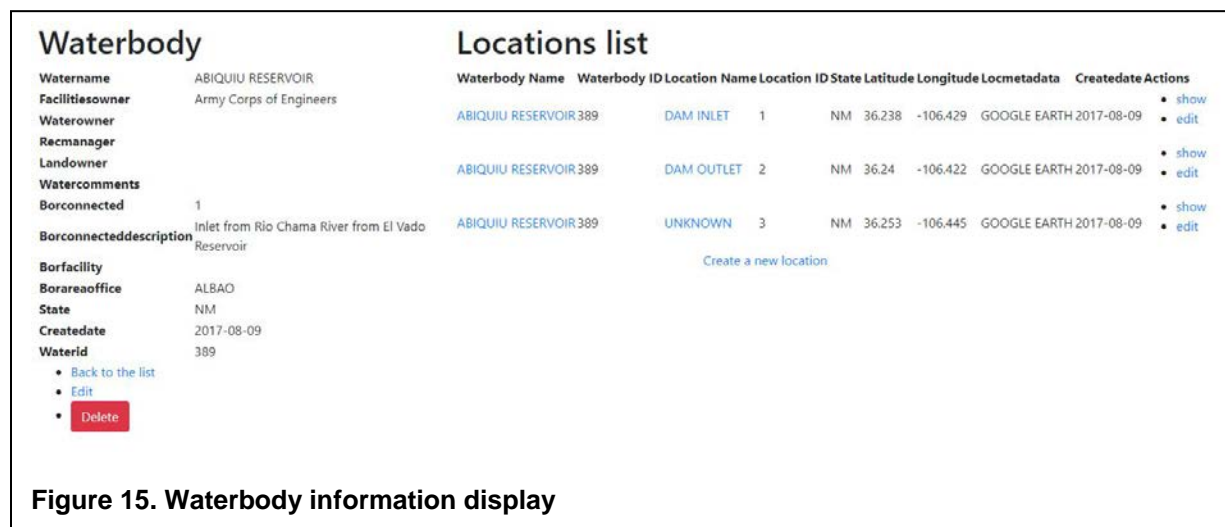 Waterbody
Watername ABIQUIU RESERVOIR
Facilitiesowner Army Corps of Engineers
Waterowner
Recmanager
Landowner
Watercomments
Borconnected 1
Borconnecteddescription Inlet from Rio Chama River from El Vado
Reservoir
Borfacility
Borareaoffice ALBAO
State NM
Createdate 2017-08-09
Waterid 389
• Back to the list
• Edit
• Delete
Locations list
Waterbody Name Waterbody ID Location Name Location ID State Latitude Longitude Locmetadata Createdate Actions
ABIQUIU RESERVOIR 389 DAM INLET 1 NM 36.238 -106.429 GOOGLE EARTH 2017-08-09 • show
• edit
ABIQUIU RESERVOIR 389 DAM OUTLET 2 NM 36.24 -106.422 GOOGLE EARTH 2017-08-09 • show
• edit
ABIQUIU RESERVOIR 389 UNKNOWN 3 NM 36.253 -106.445 GOOGLE EARTH 2017-08-09 • show
• edit
Create a new location
Figure 15. Waterbody information display